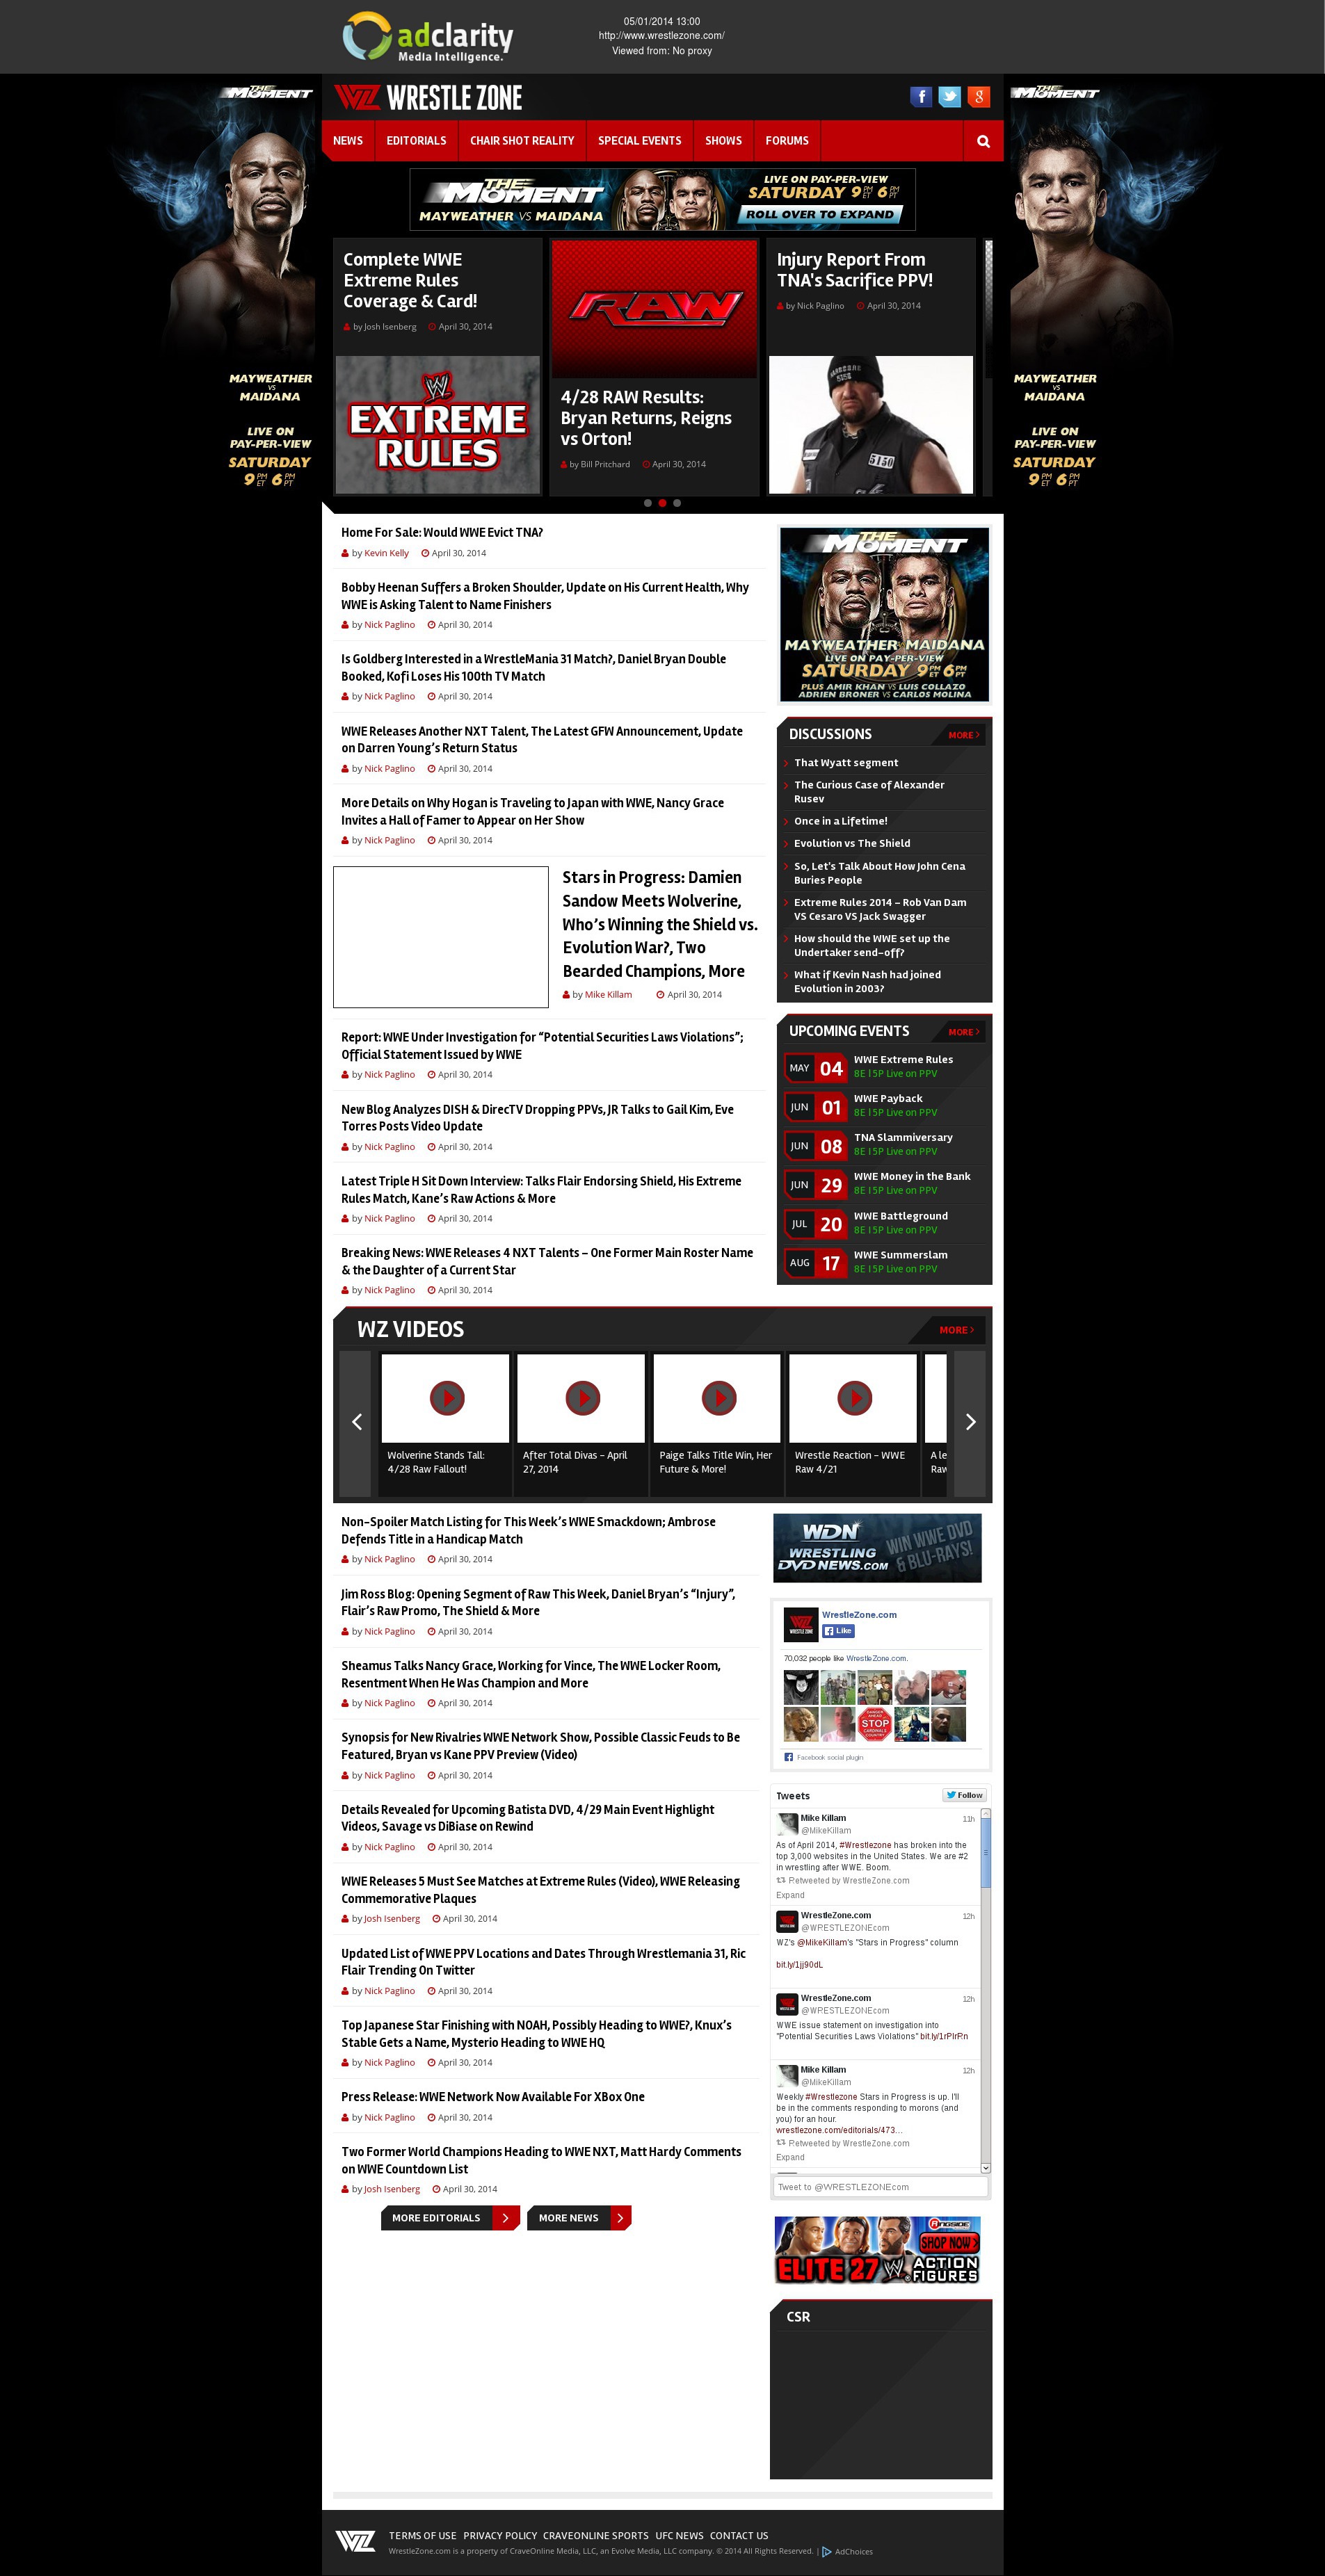 adclarity
Media Intelligence.
05/01/2014 13:00
http://www.wrestlezone.com/
Viewed from: No proxy
THE MOMENT
WZ WRESTLE ZONE
THE MOMENT
NEWS
EDITORIALS
CHAIR SHOT REALITY
SPECIAL EVENTS
SHOWS
FORUMS
THE MOMENT
MAYWEATHER VS MAIDANA
LIVE ON PAY-PER-VIEW
SATURDAY 9 PM ET 6 PM PT
ROLL OVER TO EXPAND
MAYWEATHER
VS
MAIDANA
LIVE ON
PAY-PER-VIEW
SATURDAY
9 PM ET 6 PM PT
Complete WWE
Extreme Rules
Coverage & Card!
by Josh Isenberg April 30, 2014
EXTREME
RULES
RAW
4/28 RAW Results:
Bryan Returns, Reigns
vs Orton!
by Bill Pritchard April 30, 2014
Injury Report From
TNA's Sacrifice PPV!
by Nick Paglino April 30, 2014
HARDCORE
5150
5150
MAYWEATHER
VS
MAIDANA
LIVE ON
PAY-PER-VIEW
SATURDAY
9 PM ET 6 PM PT
Home For Sale: Would WWE Evict TNA?
by Kevin Kelly April 30, 2014
Bobby Heenan Suffers a Broken Shoulder, Update on His Current Health, Why
WWE is Asking Talent to Name Finishers
by Nick Paglino April 30, 2014
Is Goldberg Interested in a WrestleMania 31 Match?, Daniel Bryan Double
Booked, Kofi Loses His 100th TV Match
by Nick Paglino April 30, 2014
WWE Releases Another NXT Talent, The Latest GFW Announcement, Update
on Darren Young’s Return Status
by Nick Paglino April 30, 2014
More Details on Why Hogan is Traveling to Japan with WWE, Nancy Grace
Invites a Hall of Famer to Appear on Her Show
by Nick Paglino April 30, 2014
Stars in Progress: Damien
Sandow Meets Wolverine,
Who’s Winning the Shield vs.
Evolution War?, Two
Bearded Champions, More
by Mike Killam April 30, 2014
Report: WWE Under Investigation for “Potential Securities Laws Violations”;
Official Statement Issued by WWE
by Nick Paglino April 30, 2014
New Blog Analyzes DISH & DirecTV Dropping PPVs, JR Talks to Gail Kim, Eve
Torres Posts Video Update
by Nick Paglino April 30, 2014
Latest Triple H Sit Down Interview: Talks Flair Endorsing Shield, His Extreme
Rules Match, Kane’s Raw Actions & More
by Nick Paglino April 30, 2014
Breaking News: WWE Releases 4 NXT Talents – One Former Main Roster Name
& the Daughter of a Current Star
by Nick Paglino April 30, 2014
THE MOMENT
MAYWEATHER VS MAIDANA
LIVE ON PAY-PER-VIEW
SATURDAY 9 PM ET 6 PM PT
PLUS AMIR KHAN VS LUIS COLLAZO
ADRIEN BRONER VS CARLOS MOLINA
DISCUSSIONS
MORE
That Wyatt segment
The Curious Case of Alexander
Rusev
Once in a Lifetime!
Evolution vs The Shield
So, Let's Talk About How John Cena
Buries People
Extreme Rules 2014 – Rob Van Dam
VS Cesaro VS Jack Swagger
How should the WWE set up the
Undertaker send-off?
What if Kevin Nash had joined
Evolution in 2003?
UPCOMING EVENTS
MORE
MAY 04
WWE Extreme Rules
8E | 5P Live on PPV
JUN 01
WWE Payback
8E | 5P Live on PPV
JUN 08
TNA Slammiversary
8E | 5P Live on PPV
JUN 29
WWE Money in the Bank
8E | 5P Live on PPV
JUL 20
WWE Battleground
8E | 5P Live on PPV
AUG 17
WWE Summerslam
8E | 5P Live on PPV
WZ VIDEOS
MORE
Wolverine Stands Tall:
4/28 Raw Fallout!
After Total Divas - April
27, 2014
Paige Talks Title Win, Her
Future & More!
Wrestle Reaction - WWE
Raw 4/21
A le
Raw
Non-Spoiler Match Listing for This Week’s WWE Smackdown; Ambrose
Defends Title in a Handicap Match
by Nick Paglino April 30, 2014
Jim Ross Blog: Opening Segment of Raw This Week, Daniel Bryan’s “Injury”,
Flair’s Raw Promo, The Shield & More
by Nick Paglino April 30, 2014
Sheamus Talks Nancy Grace, Working for Vince, The WWE Locker Room,
Resentment When He Was Champion and More
by Nick Paglino April 30, 2014
Synopsis for New Rivalries WWE Network Show, Possible Classic Feuds to Be
Featured, Bryan vs Kane PPV Preview (Video)
by Nick Paglino April 30, 2014
Details Revealed for Upcoming Batista DVD, 4/29 Main Event Highlight
Videos, Savage vs DiBiase on Rewind
by Nick Paglino April 30, 2014
WWE Releases 5 Must See Matches at Extreme Rules (Video), WWE Releasing
Commemorative Plaques
by Josh Isenberg April 30, 2014
Updated List of WWE PPV Locations and Dates Through Wrestlemania 31, Ric
Flair Trending On Twitter
by Nick Paglino April 30, 2014
Top Japanese Star Finishing with NOAH, Possibly Heading to WWE?, Knux’s
Stable Gets a Name, Mysterio Heading to WWE HQ
by Nick Paglino April 30, 2014
Press Release: WWE Network Now Available For XBox One
by Nick Paglino April 30, 2014
Two Former World Champions Heading to WWE NXT, Matt Hardy Comments
on WWE Countdown List
by Josh Isenberg April 30, 2014
MORE EDITORIALS
MORE NEWS
WDN
WRESTLING
DVDNEWS.COM
WIN WWE DVD
& BLU-RAYS!
WrestleZone.com
Like
70,032 people like WrestleZone.com.
STOP
Facebook social plugin
Tweets
Follow
Mike Killam 11h
@MikeKillam
As of April 2014, #Wrestlezone has broken into the
top 3,000 websites in the United States. We are #2
in wrestling after WWE. Boom.
Retweeted by WrestleZone.com
Expand
WrestleZone.com 12h
@WRESTLEZONEcom
WZ's @MikeKillam's "Stars in Progress" column
bit.ly/1jj90dL
WrestleZone.com 12h
@WRESTLEZONEcom
WWE issue statement on investigation into
"Potential Securities Laws Violations" bit.ly/1rPIrPn
Mike Killam 12h
@MikeKillam
Weekly #Wrestlezone Stars in Progress is up. I'll
be in the comments responding to morons (and
you) for an hour.
wrestlezone.com/editorials/473…
Retweeted by WrestleZone.com
Expand
Tweet to @WRESTLEZONEcom
RINGSIDE
SHOP NOW
ELITE 27 W ACTION
FIGURES
CSR
WZ
TERMS OF USE PRIVACY POLICY CRAVEONLINE SPORTS UFC NEWS CONTACT US
WrestleZone.com is a property of CraveOnline Media, LLC, an Evolve Media, LLC company. © 2014 All Rights Reserved. | AdChoices